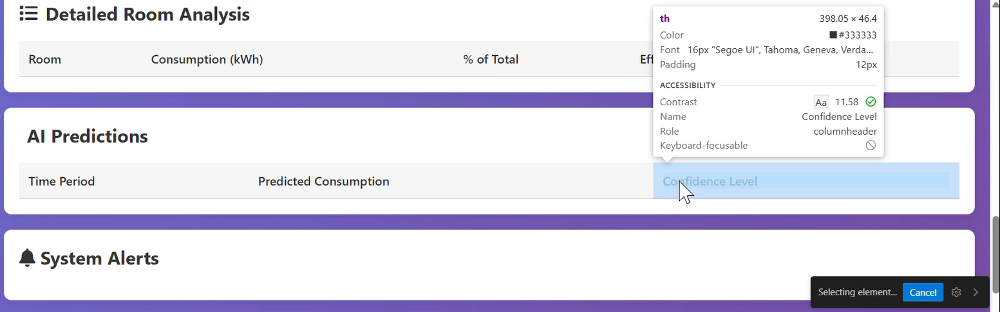 Detailed Room Analysis
Room Consumption (kWh) % of Total Eff
th 398.05 × 46.4
Color #333333
Font 16px "Segoe UI", Tahoma, Geneva, Verda...
Padding 12px
ACCESSIBILITY
Contrast Aa 11.58
Name Confidence Level
Role columnheader
Keyboard-focusable
AI Predictions
Time Period Predicted Consumption Confidence Level
System Alerts
Selecting element... Cancel